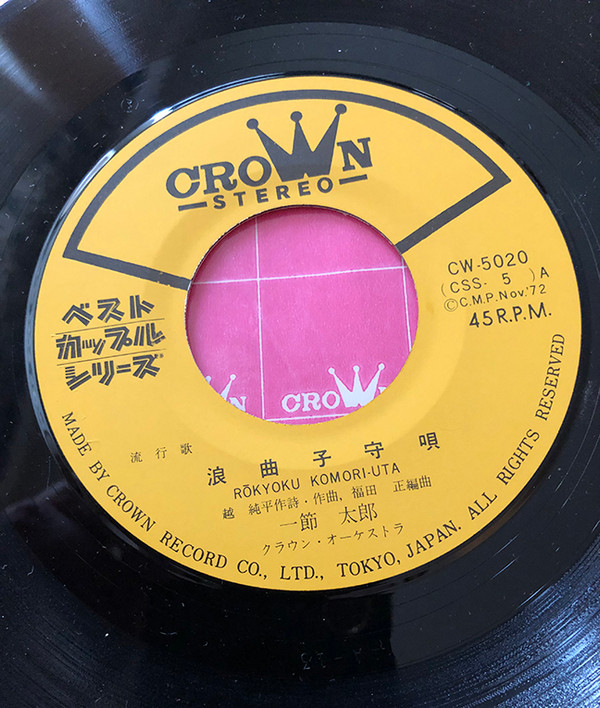 CROWN
STEREO
CW-5020
(CSS- 5 )A
©C.M.P.Nov.'72
45R.P.M.
ベスト
カップル
シリーズ
CROWN
流行歌
浪曲子守唄
RŌKYOKU KOMORI-UTA
越 純平作詩・作曲, 福田 正編曲
一節 太郎
クラウン・オーケストラ
MADE BY CROWN RECORD CO., LTD., TOKYO, JAPAN. ALL RIGHTS RESERVED